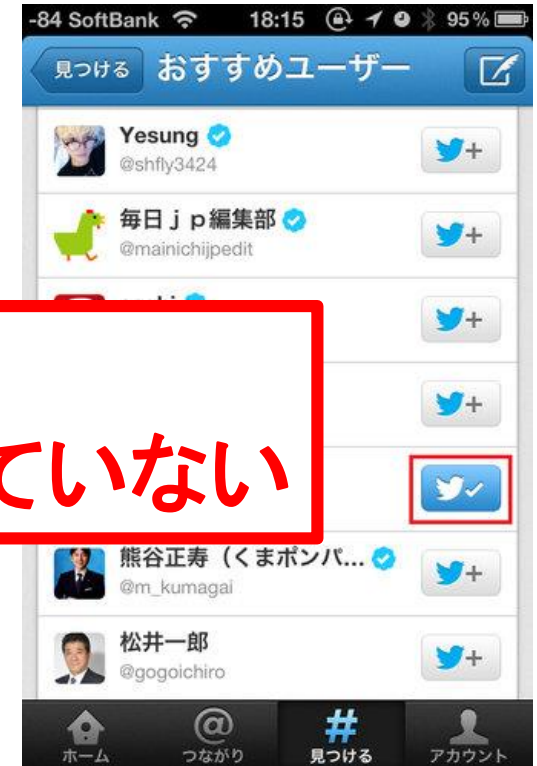 -84 SoftBank 18:15 95%
見つける おすすめユーザー
Yesung
@shfly3424
毎日jp編集部
@mainichijpedit
ていない
熊谷正寿（くまポンパ...
@m_kumagai
松井一郎
@gogoichiro
ホーム つながり 見つける アカウント